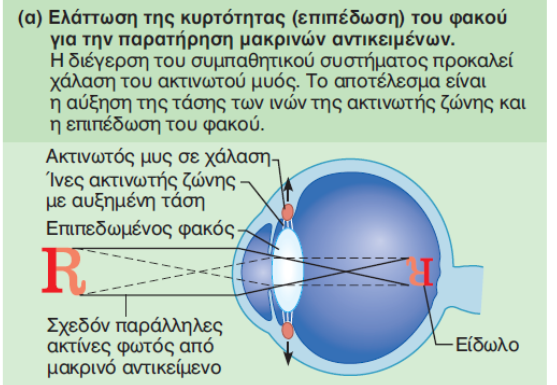 (α) Ελάττωση της κυρτότητας (επιπέδωση) του φακού
για την παρατήρηση μακρινών αντικειμένων.
Η διέγερση του συμπαθητικού συστήματος προκαλεί
χάλαση του ακτινωτού μυός. Το αποτέλεσμα είναι
η αύξηση της τάσης των ινών της ακτινωτής ζώνης και
η επιπέδωση του φακού.
Ακτινωτός μυς σε χάλαση
Ίνες ακτινωτής ζώνης
με αυξημένη τάση
Επιπεδωμένος φακός
R
R
Σχεδόν παράλληλες
ακτίνες φωτός από
μακρινό αντικείμενο
Είδωλο